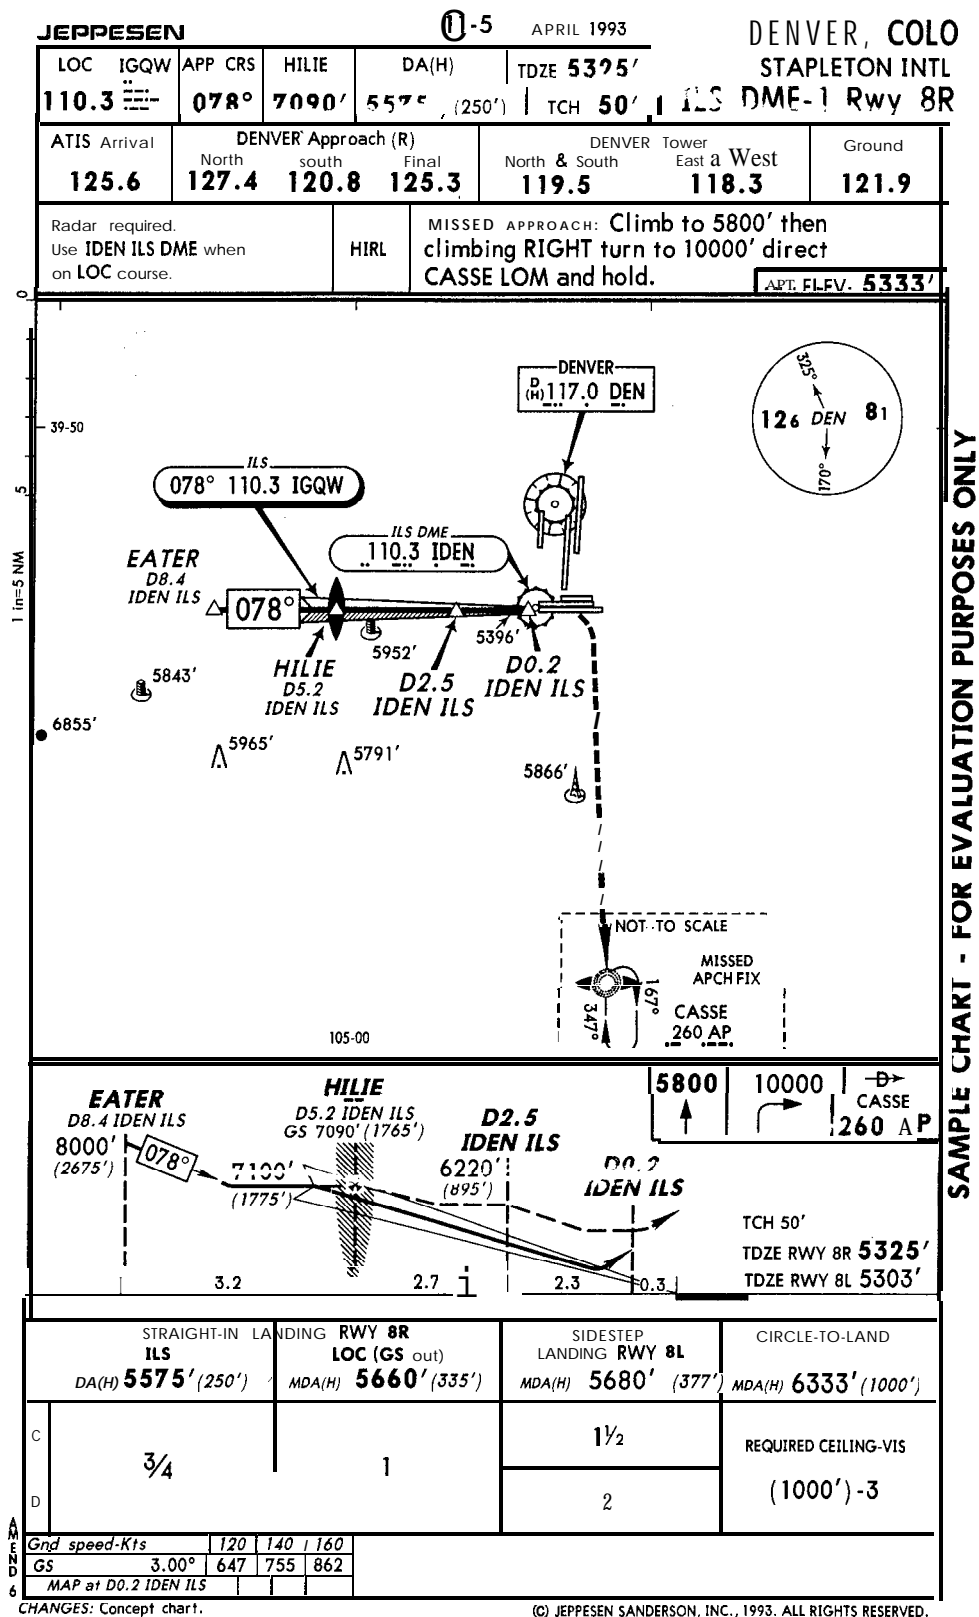 JEPPESEN
11-5 APRIL 1993
DENVER, COLO
STAPLETON INTL
ILS DME-1 Rwy 8R
LOC IGQW
110.3
APP CRS
078°
HILIE
7090'
DA(H)
5575' (250')
TDZE 5325'
TCH 50'
ATIS Arrival
125.6
DENVER Approach (R)
North south Final
127.4 120.8 125.3
DENVER Tower
North & South East a West
119.5 118.3
Ground
121.9
Radar required.
Use IDEN ILS DME when
on LOC course.
HIRL
MISSED APPROACH: Climb to 5800' then
climbing RIGHT turn to 10000' direct
CASSE LOM and hold.
APT. ELEV. 5333'
0
5
1 in=5 NM
39-50
DENVER
D
(H) 117.0 DEN
325°
126 DEN 81
170°
ILS
078° 110.3 IGQW
ILS DME
110.3 IDEN
EATER
D8.4
IDEN ILS
078°
HILIE
D5.2
IDEN ILS
5952'
D2.5
IDEN ILS
5396'
D0.2
IDEN ILS
5843'
6855'
5965'
5791'
5866'
NOT TO SCALE
MISSED
APCH FIX
167°
347°
CASSE
260 AP
105-00
SAMPLE CHART - FOR EVALUATION PURPOSES ONLY
EATER
D8.4 IDEN ILS
8000'
(2675')
078°
7100'
(1775')
HILIE
D5.2 IDEN ILS
GS 7090' (1765')
D2.5
IDEN ILS
6220'
(895')
D0.2
IDEN ILS
5800
10000
D
CASSE
260 A P
TCH 50'
TDZE RWY 8R 5325'
TDZE RWY 8L 5303'
3.2 2.7 i 2.3 0.3
STRAIGHT-IN LANDING RWY 8R
ILS
DA(H) 5575' (250')
LOC (GS out)
MDA(H) 5660' (335')
SIDESTEP
LANDING RWY 8L
MDA(H) 5680' (377')
CIRCLE-TO-LAND
MDA(H) 6333' (1000')
C
D
3/4
1
1½
2
REQUIRED CEILING-VIS
(1000')-3
Gnd speed-Kts 120 140 160
GS 3.00° 647 755 862
MAP at D0.2 IDEN ILS
AMEND 6
CHANGES: Concept chart.
(C) JEPPESEN SANDERSON, INC., 1993. ALL RIGHTS RESERVED.